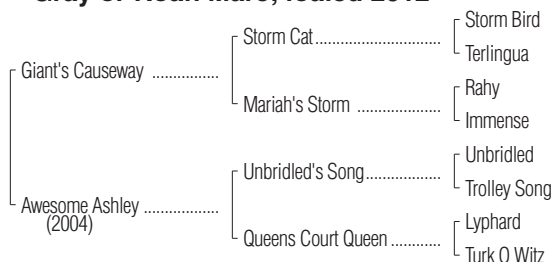 Gray or Roan Mare; foaled 2012
Storm Bird
Storm Cat
Terlingua
Giant's Causeway
Rahy
Mariah's Storm
Immense
Unbridled
Unbridled's Song
Trolley Song
Awesome Ashley
(2004)
Lyphard
Queens Court Queen
Turk O Witz